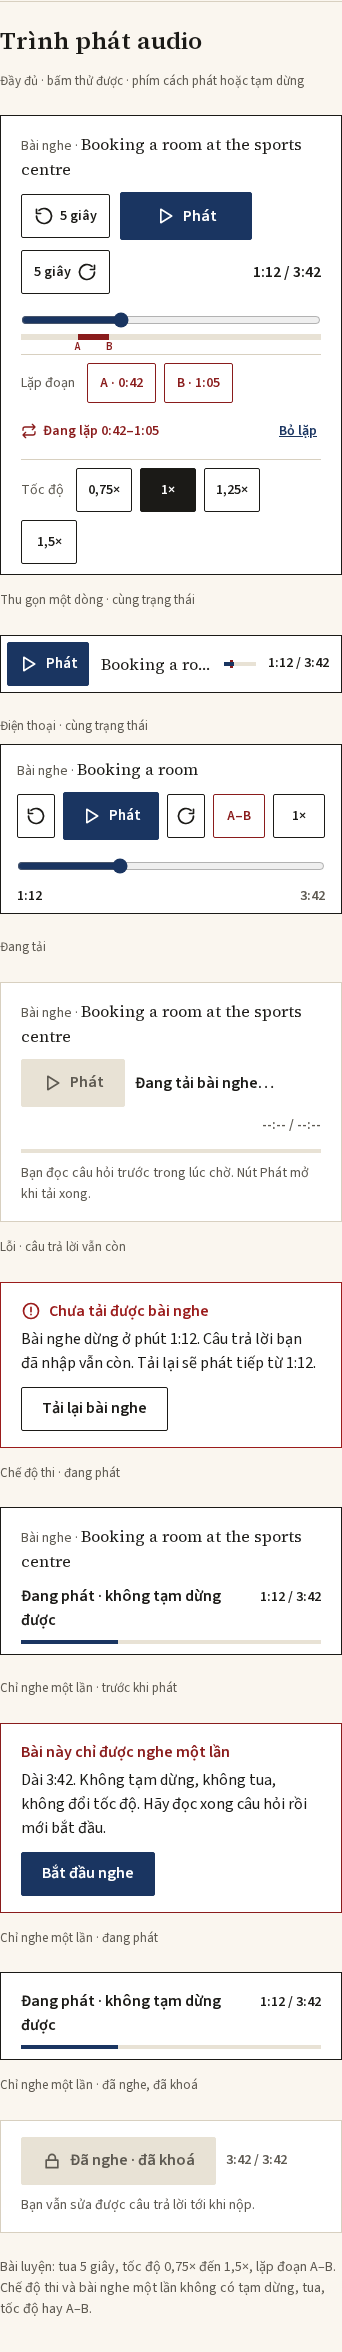 Trình phát audio
Đầy đủ · bấm thử được · phím cách phát hoặc tạm dừng
Bài nghe · Booking a room at the sports
centre
5 giây
Phát
5 giây
1:12 / 3:42
A
B
Lặp đoạn
A · 0:42
B · 1:05
Đang lặp 0:42–1:05
Bỏ lặp
Tốc độ
0,75×
1×
1,25×
1,5×
Thu gọn một dòng · cùng trạng thái
Phát
Booking a ro...
1:12 / 3:42
Điện thoại · cùng trạng thái
Bài nghe · Booking room
Phát
A–B
1×
1:12
3:42
Đang tải
Bài nghe · Booking a room at the sports
centre
Phát
Đang tải bài nghe...
--:-- / --:--
Bạn đọc câu hỏi trước trong lúc chờ. Nút Phát mở
khi tải xong.
Lỗi · câu trả lời vẫn còn
Chưa tải được bài nghe
Bài nghe dừng ở phút 1:12. Câu trả lời bạn
đã nhập vẫn còn. Tải lại sẽ phát tiếp từ 1:12.
Tải lại bài nghe
Chế độ thi · đang phát
Bài nghe · Booking a room at the sports
centre
Đang phát · không tạm dừng
được
1:12 / 3:42
Chỉ nghe một lần · trước khi phát
Bài này chỉ được nghe một lần
Dài 3:42. Không tạm dừng, không tua,
không đổi tốc độ. Hãy đọc xong câu hỏi rồi
mới bắt đầu.
Bắt đầu nghe
Chỉ nghe một lần · đang phát
Đang phát · không tạm dừng
được
1:12 / 3:42
Chỉ nghe một lần · đã nghe, đã khoá
Đã nghe · đã khoá
3:42 / 3:42
Bạn vẫn sửa được câu trả lời tới khi nộp.
Bài luyện: tua 5 giây, tốc độ 0,75× đến 1,5×, lặp đoạn A–B.
Chế độ thi và bài nghe một lần không có tạm dừng, tua,
tốc độ hay A–B.